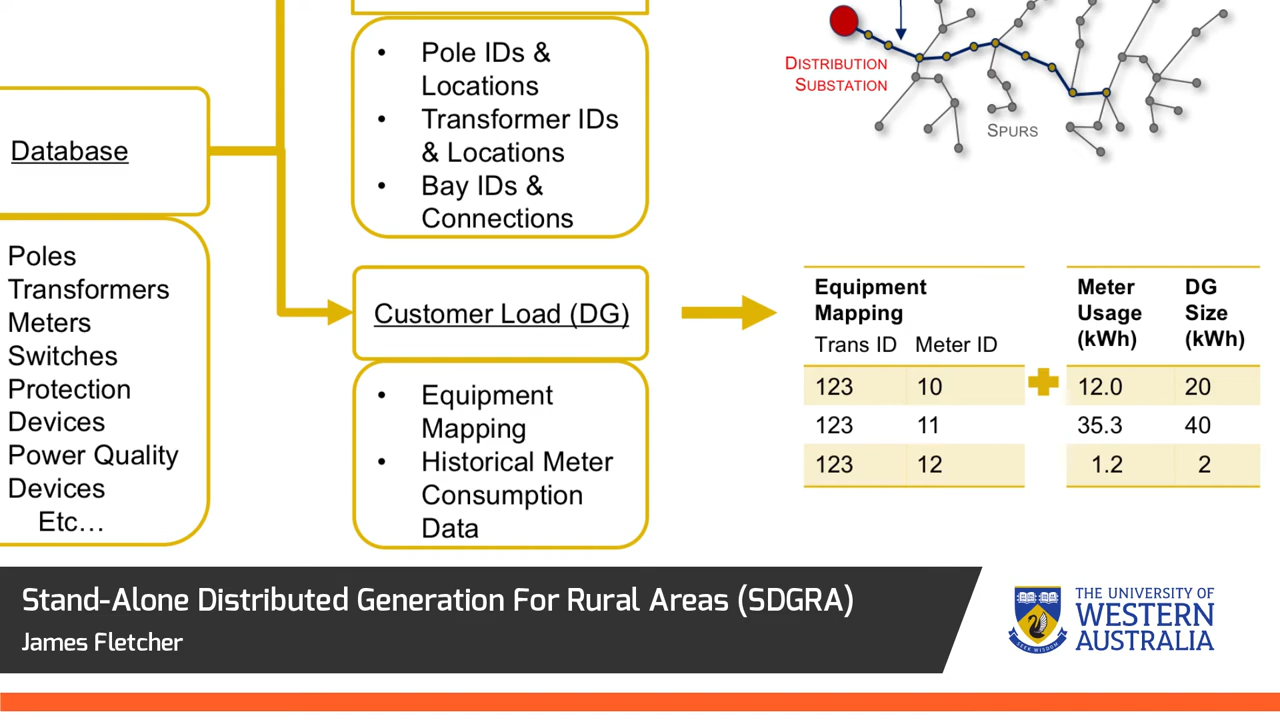 Database
Poles
Transformers
Meters
Switches
Protection
Devices
Power Quality
Devices
Etc…
• Pole IDs &
Locations
• Transformer IDs
& Locations
• Bay IDs &
Connections
Customer Load (DG)
• Equipment
Mapping
• Historical Meter
Consumption
Data
DISTRIBUTION
SUBSTATION
SPURS
Equipment
Mapping
Trans ID Meter ID
123 10
123 11
123 12
Meter
Usage
(kWh)
12.0
35.3
1.2
DG
Size
(kWh)
20
40
2
Stand-Alone Distributed Generation For Rural Areas (SDGRA)
James Fletcher
SEEK WISDOM
THE UNIVERSITY OF
WESTERN
AUSTRALIA